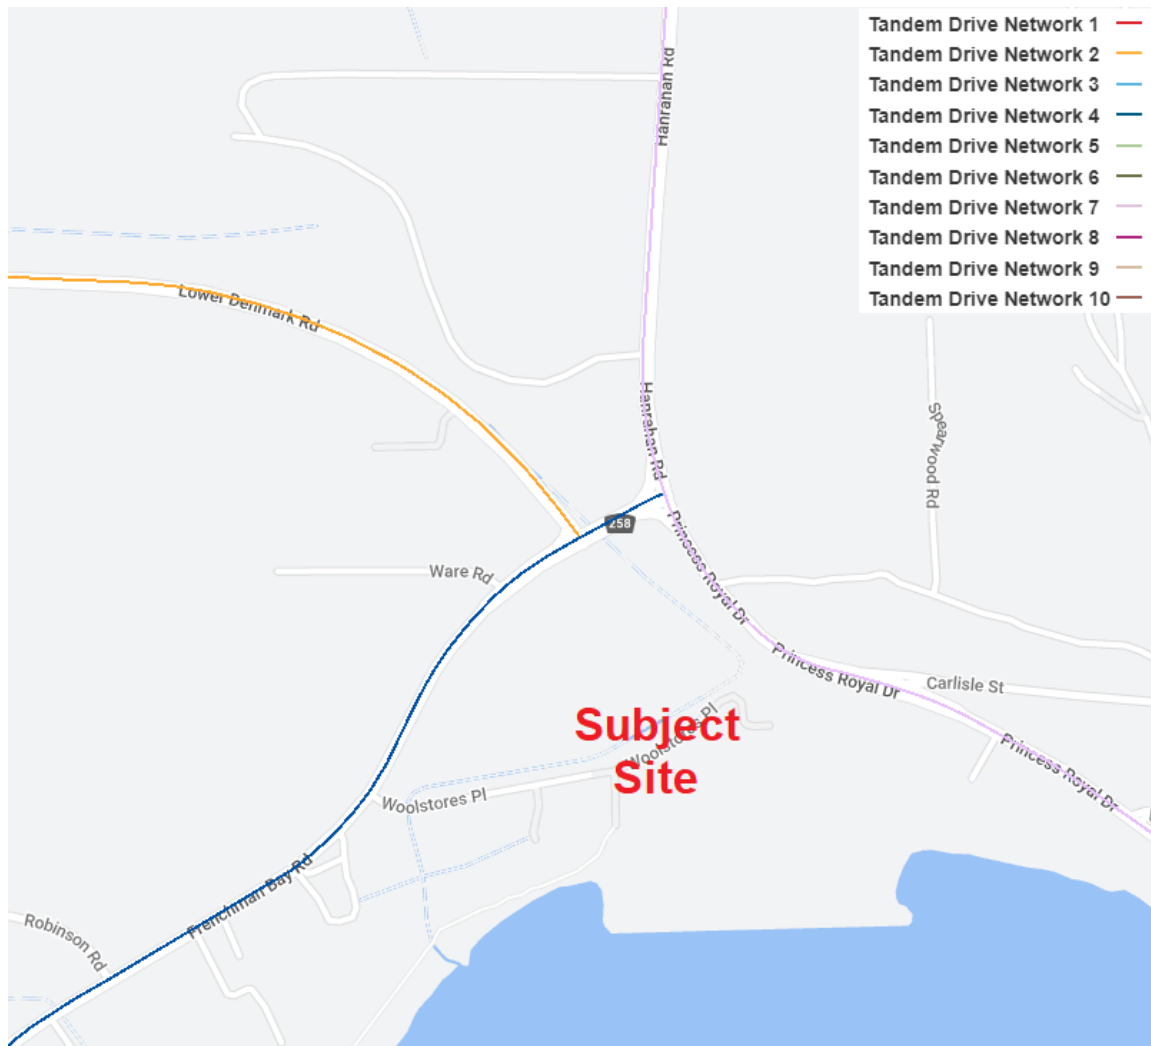 Tandem Drive Network 1
Tandem Drive Network 2
Tandem Drive Network 3
Tandem Drive Network 4
Tandem Drive Network 5
Tandem Drive Network 6
Tandem Drive Network 7
Tandem Drive Network 8
Tandem Drive Network 9
Tandem Drive Network 10
Hanrahan Rd
Lower Denmark Rd
Hanrahan Rd
Spearwood Rd
258
Princess Royal Dr
Ware Rd
Princess Royal Dr
Carlisle St
Woolstores Pl
Subject
Site
Princess Royal Dr
Woolstores Pl
Frenchman Bay Rd
Robinson Rd